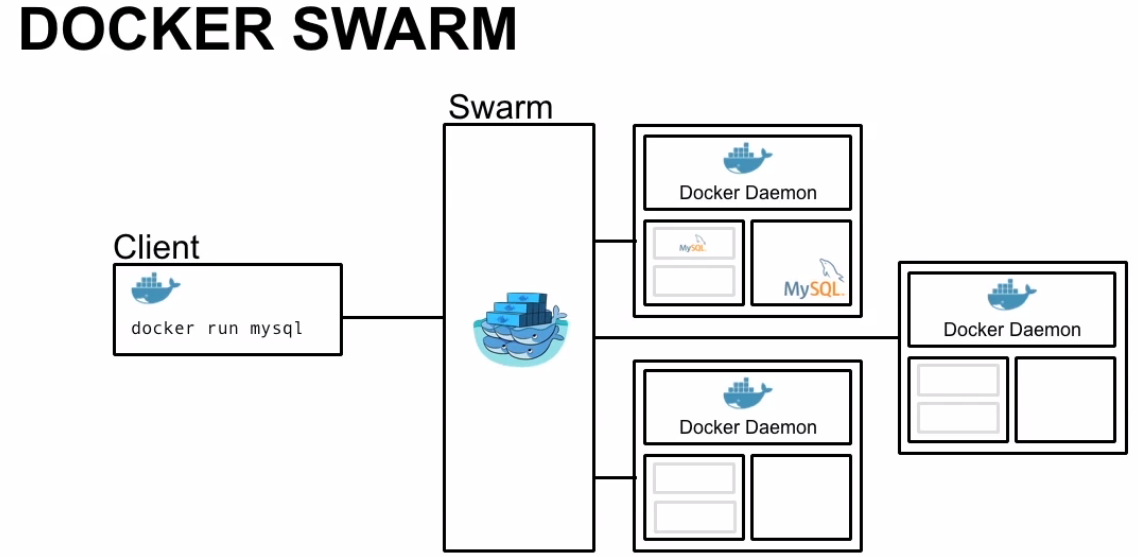 DOCKER SWARM
Swarm
Client
docker run mysql
Docker Daemon
MySQL
MySQL
Docker Daemon
Docker Daemon